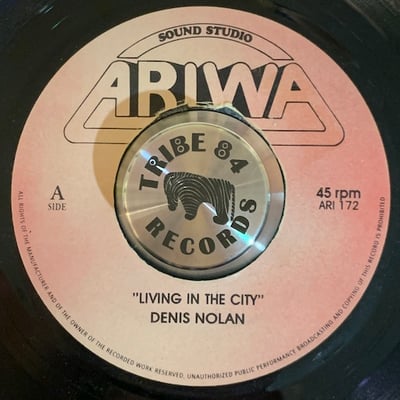 SOUND STUDIO
ARIWA
TRIBE 84
RECORDS
A
SIDE
45 rpm
ARI 172
"LIVING IN THE CITY"
DENIS NOLAN
ALL RIGHTS OF THE MANUFACTURER AND OF THE OWNER OF THE RECORDED WORK RESERVED, UNAUTHORIZED PUBLIC PERFORMANCE BROADCASTING AND COPYING OF THIS RECORD IS PROHIBITED